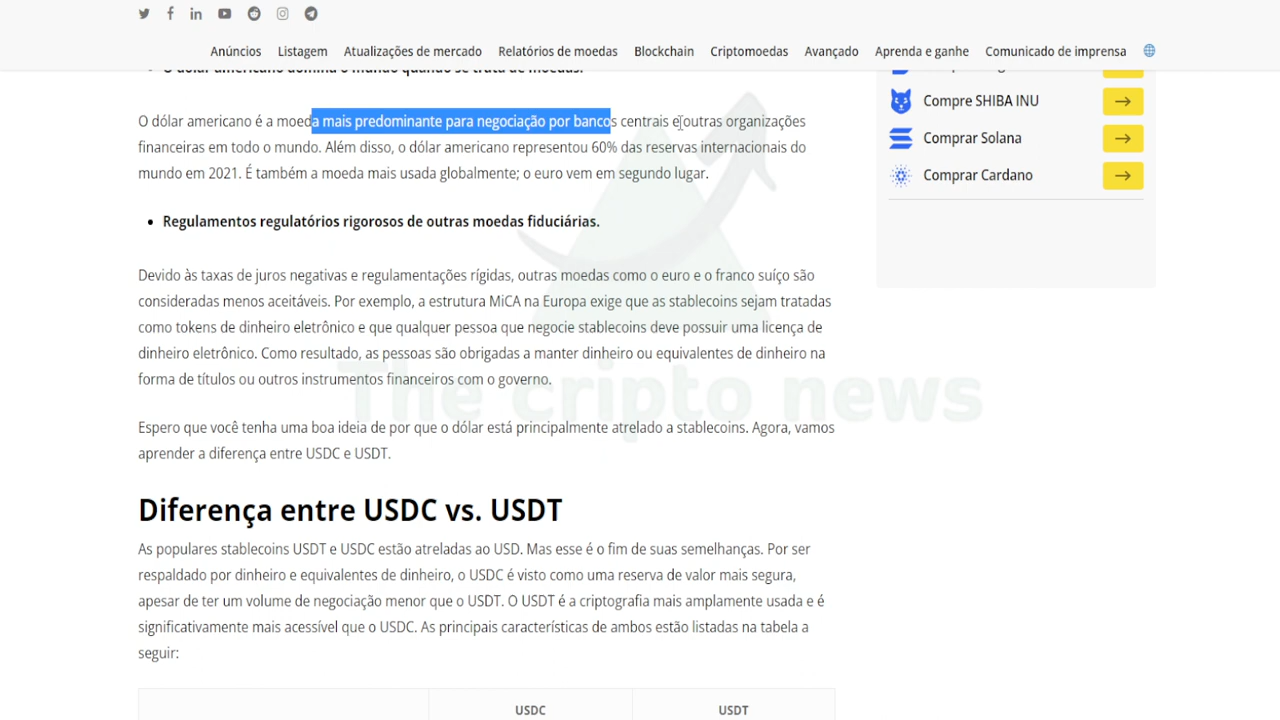 Anúncios Listagem Atualizações de mercado Relatórios de moedas Blockchain Criptomoedas Avançado Aprenda e ganhe Comunicado de imprensa
O dólar americano domina o mundo quando se trata de moedas.
O dólar americano é a moeda mais predominante para negociação por bancos centrais e outras organizações
financeiras em todo o mundo. Além disso, o dólar americano representou 60% das reservas internacionais do
mundo em 2021. É também a moeda mais usada globalmente; o euro vem em segundo lugar.
• Regulamentos regulatórios rigorosos de outras moedas fiduciárias.
Devido às taxas de juros negativas e regulamentações rígidas, outras moedas como o euro e o franco suíço são
consideradas menos aceitáveis. Por exemplo, a estrutura MiCA na Europa exige que as stablecoins sejam tratadas
como tokens de dinheiro eletrônico e que qualquer pessoa que negocie stablecoins deve possuir uma licença de
dinheiro eletrônico. Como resultado, as pessoas são obrigadas a manter dinheiro ou equivalentes de dinheiro na
forma de títulos ou outros instrumentos financeiros com o governo.
Espero que você tenha uma boa ideia de por que o dólar está principalmente atrelado a stablecoins. Agora, vamos
aprender a diferença entre USDC e USDT.
Diferença entre USDC vs. USDT
As populares stablecoins USDT e USDC estão atreladas ao USD. Mas esse é o fim de suas semelhanças. Por ser
respaldado por dinheiro e equivalentes de dinheiro, o USDC é visto como uma reserva de valor mais segura,
apesar de ter um volume de negociação menor que o USDT. O USDT é a criptografia mais amplamente usada e é
significativamente mais acessível que o USDC. As principais características de ambos estão listadas na tabela a
seguir:
USDC USDT
Compre SHIBA INU
Comprar Solana
Comprar Cardano
The cripto news